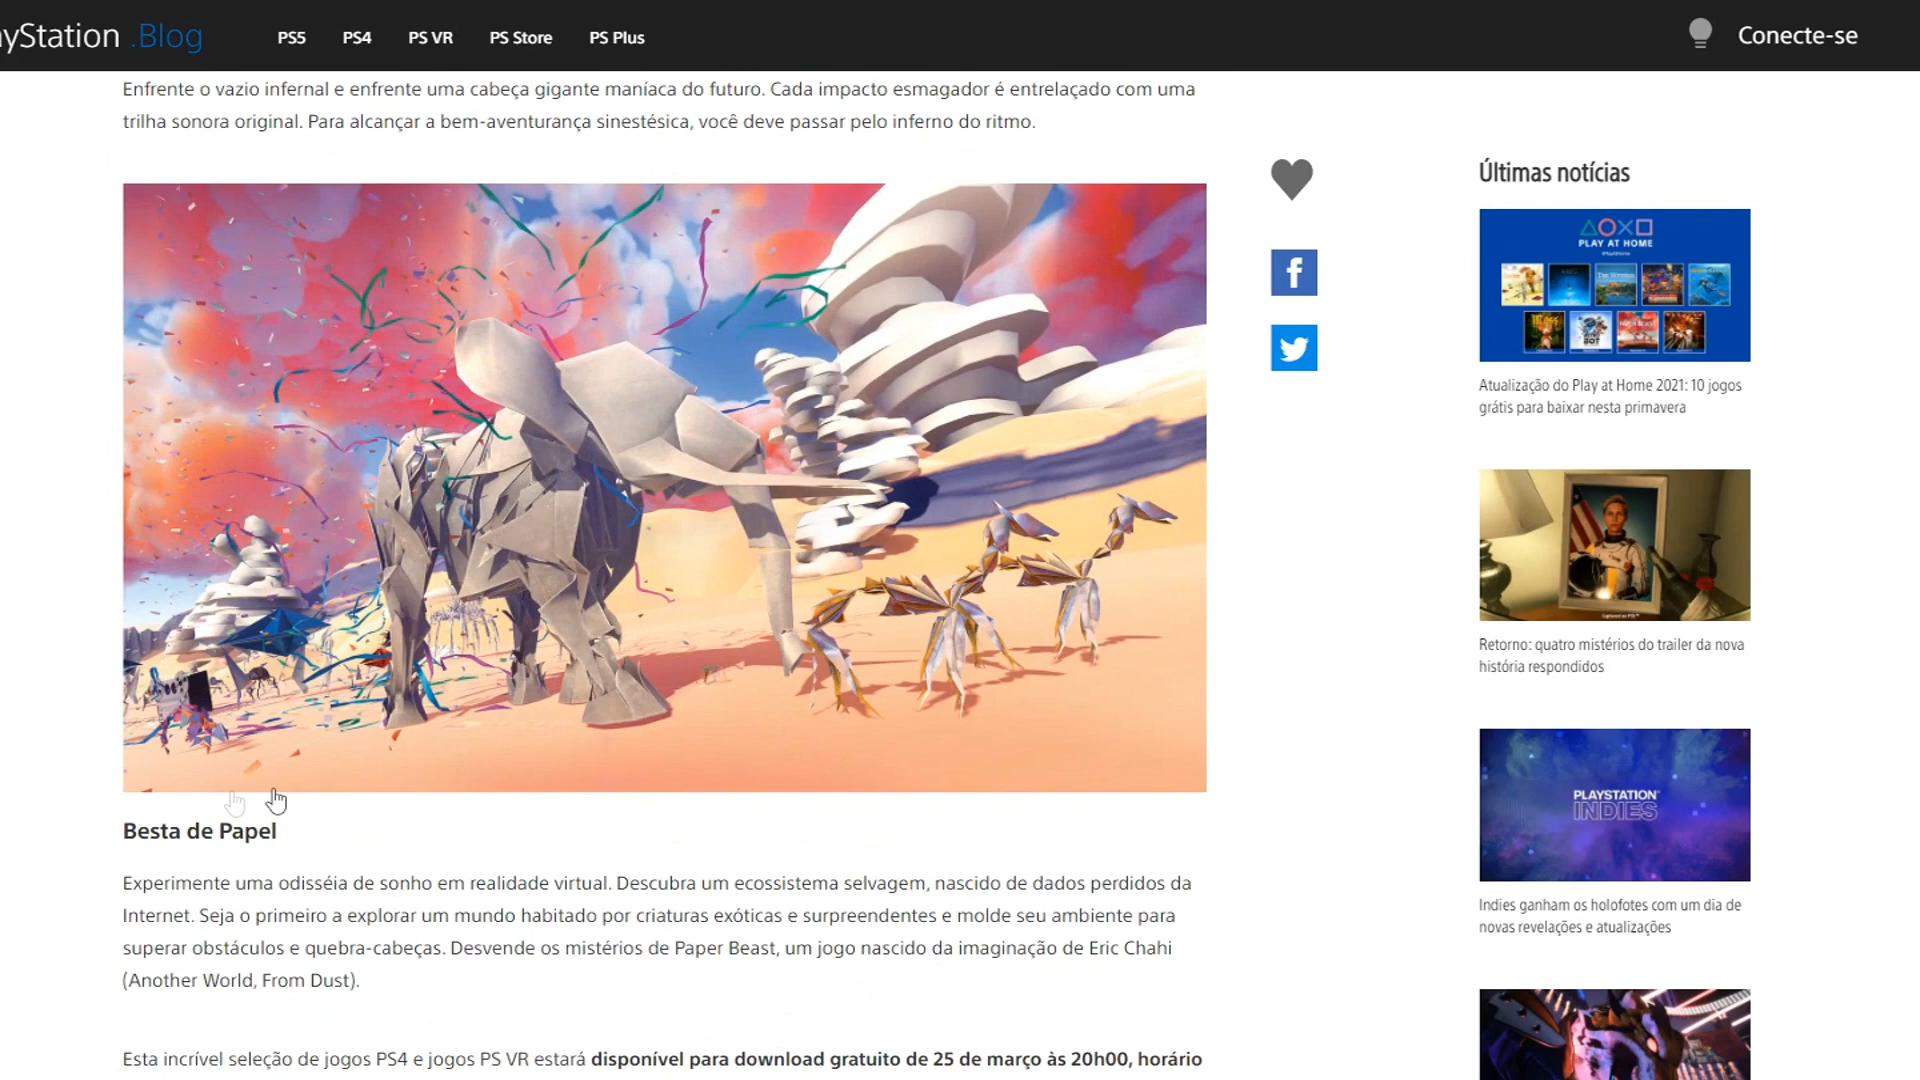 ayStation .Blog
PS5
PS4
PS VR
PS Store
PS Plus
Conecte-se
Enfrente o vazio infernal e enfrente uma cabeça gigante maníaca do futuro. Cada impacto esmagador é entrelaçado com uma
trilha sonora original. Para alcançar a bem-aventurança sinestésica, você deve passar pelo inferno do ritmo.
Besta de Papel
Experimente uma odisséia de sonho em realidade virtual. Descubra um ecossistema selvagem, nascido de dados perdidos da
Internet. Seja o primeiro a explorar um mundo habitado por criaturas exóticas e surpreendentes e molde seu ambiente para
superar obstáculos e quebra-cabeças. Desvende os mistérios de Paper Beast, um jogo nascido da imaginação de Eric Chahi
(Another World, From Dust).
Esta incrível seleção de jogos PS4 e jogos PS VR estará disponível para download gratuito de 25 de março às 20h00, horário
Últimas notícias
PLAY AT HOME
Atualização do Play at Home 2021: 10 jogos
grátis para baixar nesta primavera
Retorno: quatro mistérios do trailer da nova
história respondidos
PLAYSTATION
INDIES
Indies ganham os holofotes com um dia de
novas revelações e atualizações